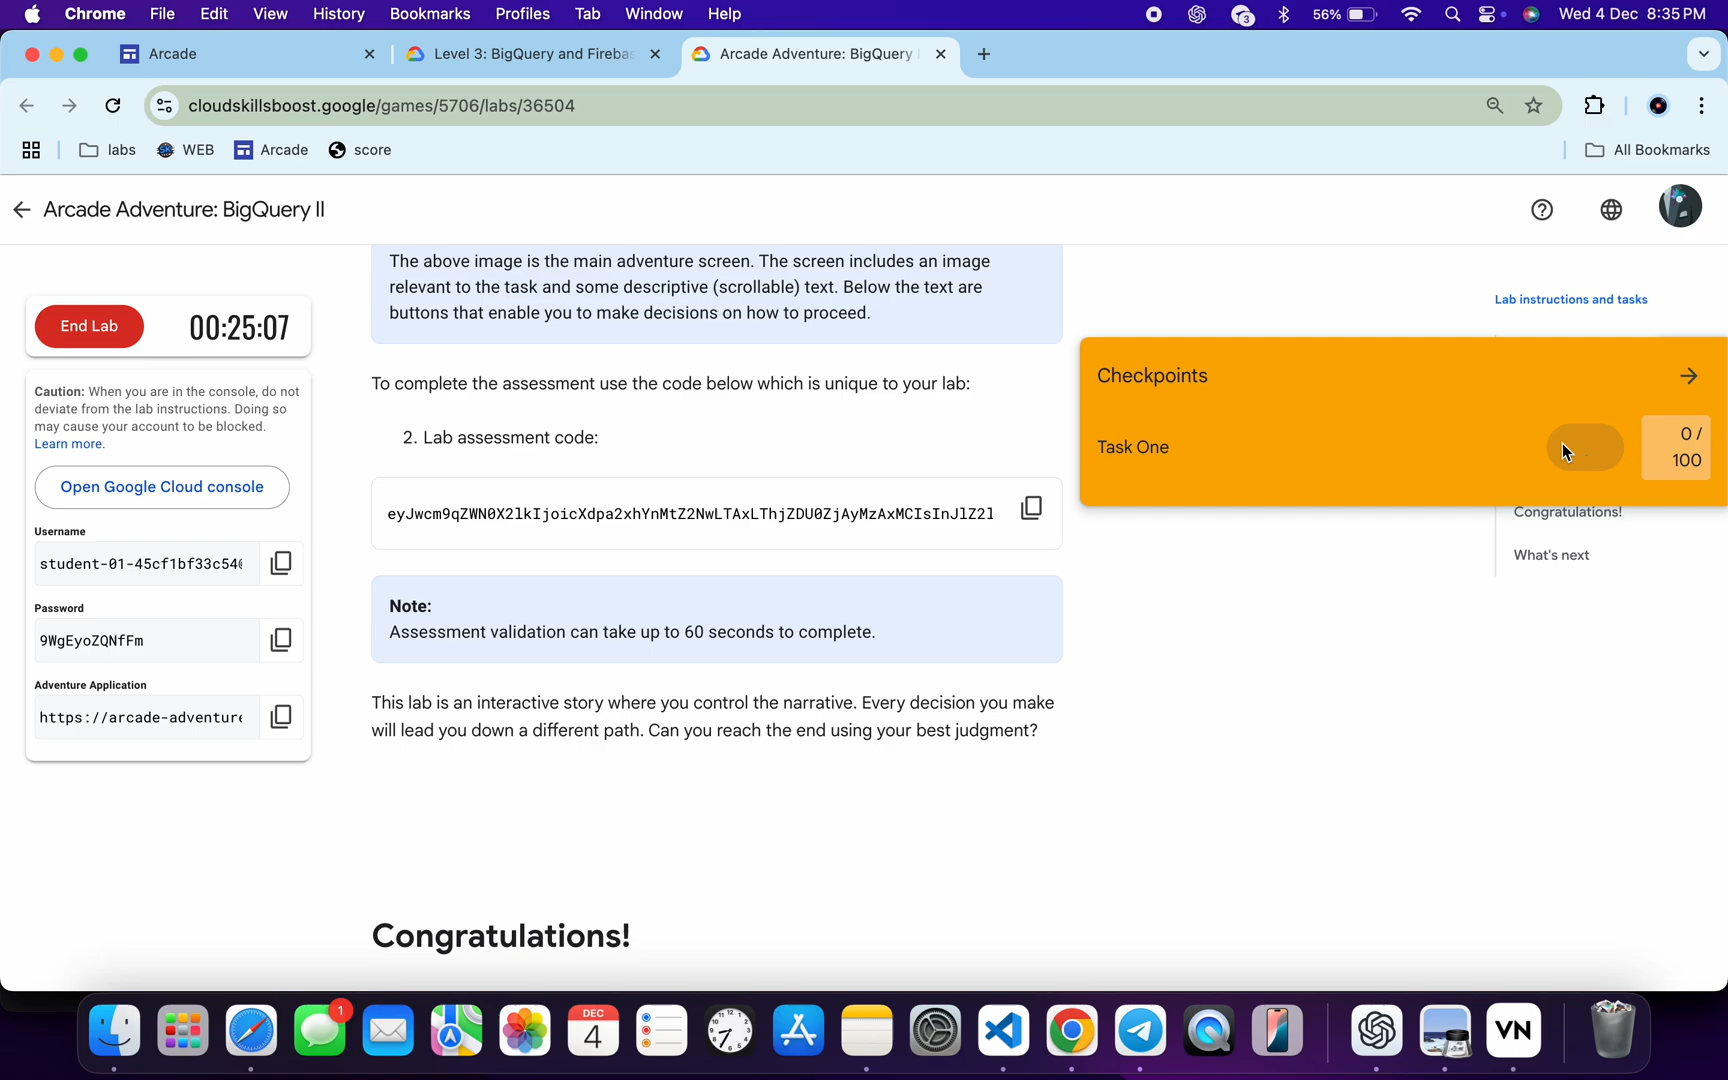 Chrome File Edit View History Bookmarks Profiles Tab Window Help 3 56% Wed 4 Dec 8:35 PM
Arcade Level 3: BigQuery and Fireba Arcade Adventure: BigQuery
cloudskillsboost.google/games/5706/labs/36504
labs WEB Arcade score All Bookmarks
Arcade Adventure: BigQuery II
The above image is the main adventure screen. The screen includes an image
relevant to the task and some descriptive (scrollable) text. Below the text are
buttons that enable you to make decisions on how to proceed.
End Lab 00:25:07
Caution: When you are in the console, do not
deviate from the lab instructions. Doing so
may cause your account to be blocked.
Learn more.
Open Google Cloud console
Username
student-01-45cf1bf33c540
Password
9WgEyoZQNfFm
Adventure Application
https://arcade-adventure
To complete the assessment use the code below which is unique to your lab:
2. Lab assessment code:
eyJwcm9qZWN0X2lkIjoicXdpa2xhYnMtZ2NwLTAxLThjZDU0ZjAyMzAxMCIsInJlZ2l
Note:
Assessment validation can take up to 60 seconds to complete.
This lab is an interactive story where you control the narrative. Every decision you make
will lead you down a different path. Can you reach the end using your best judgment?
Congratulations!
Lab instructions and tasks
Checkpoints
Task One
0 /
100
Congratulations!
What's next
1
DEC
4
VN